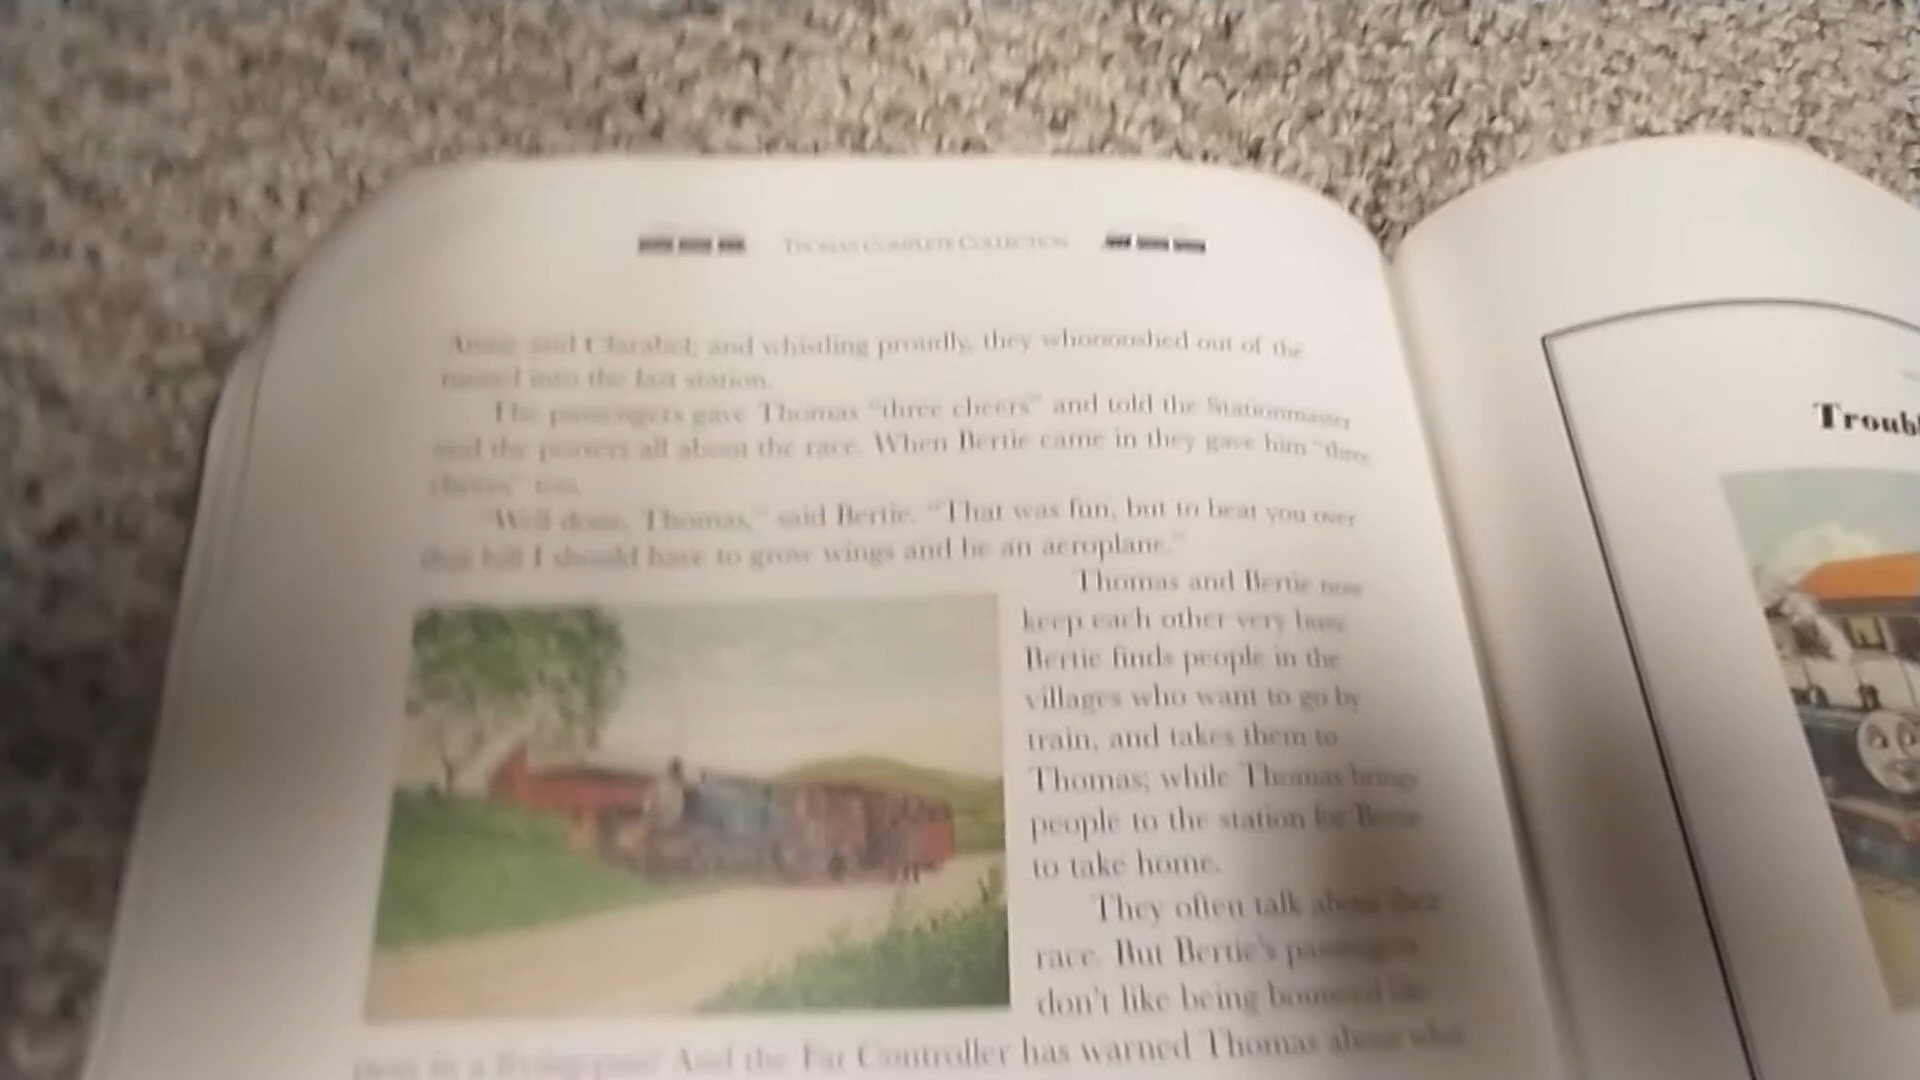 THOMAS COMPLETE COLLECTION
Annie and Clarabel; and whistling proudly, they whoooooshed out of the
tunnel into the last station.
The passengers gave Thomas "three cheers" and told the Stationmaster
and the porters all about the race. When Bertie came in they gave him "three
cheers" too.
"Well done, Thomas," said Bertie. "That was fun, but to beat you over
that hill I should have to grow wings and be an aeroplane."
Thomas and Bertie now
keep each other very busy.
Bertie finds people in the
villages who want to go by
train, and takes them to
Thomas; while Thomas brings
people to the station for Bertie
to take home.
They often talk about their
race. But Bertie's passengers
don't like being bounced like
peas in a frying-pan! And the Fat Controller has warned Thomas about what
Troubl